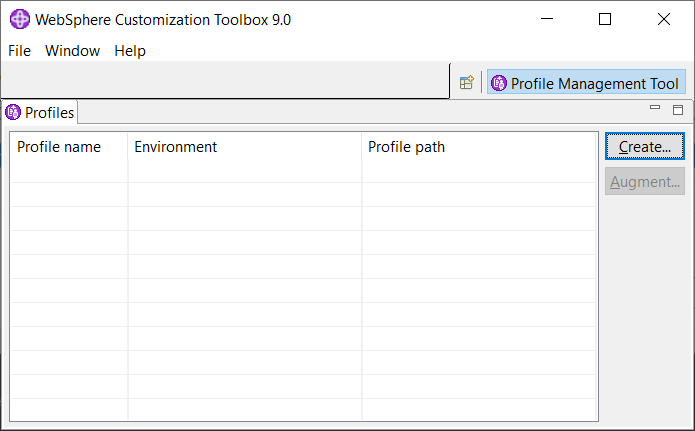 WebSphere Customization Toolbox 9.0
File Window Help
Profile Management Tool
Profiles
Profile name Environment Profile path
Create...
Augment...